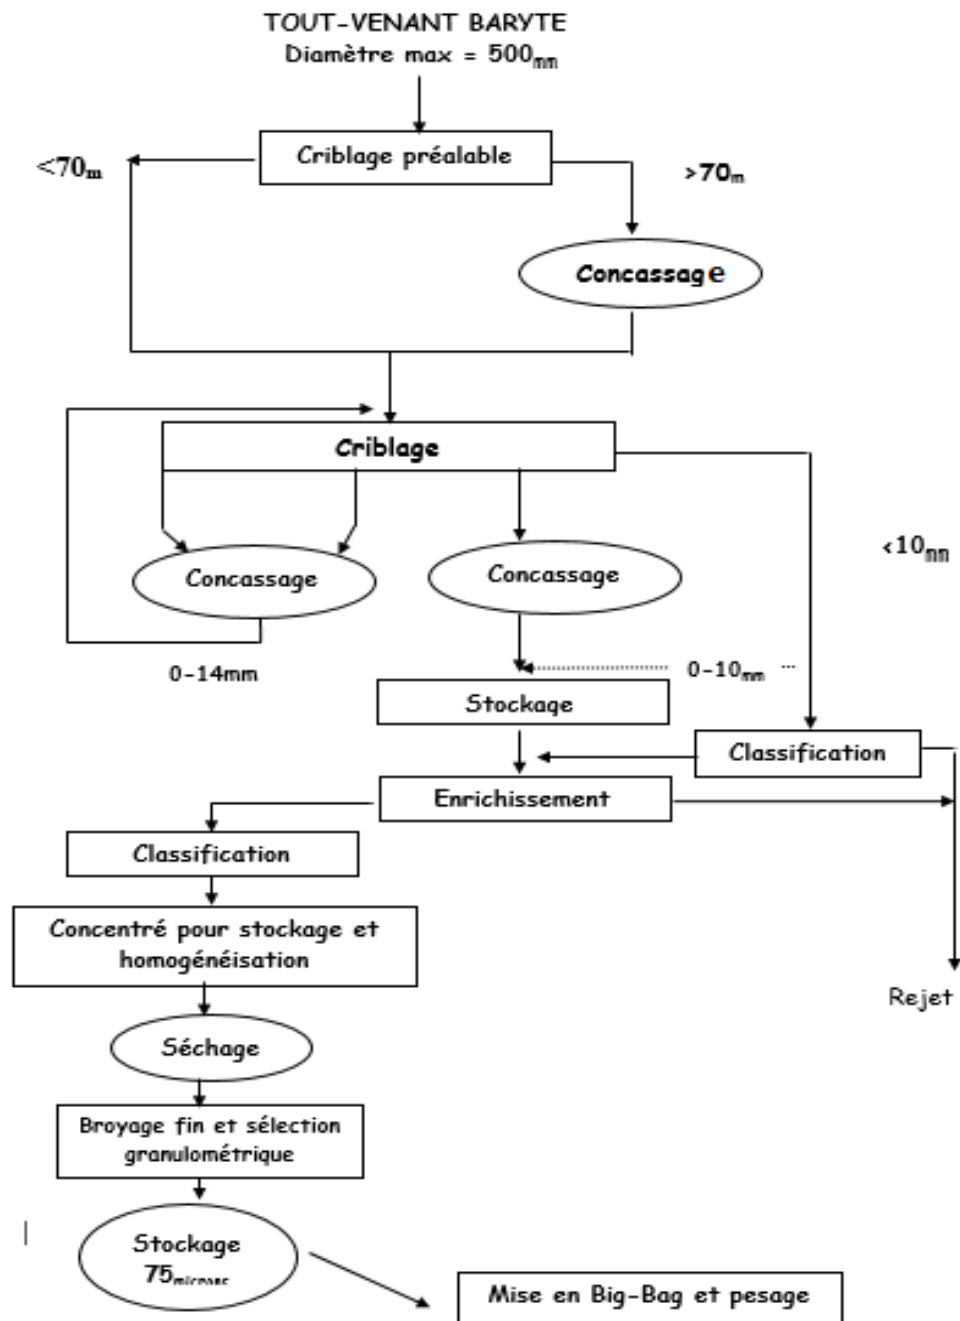 TOUT-VENANT BARYTE
Diamètre max = 500mm
Criblage préalable
<70m
>70m
Concassage
Criblage
Concassage
Concassage
<10mm
0-14mm
0-10mm ...
Stockage
Classification
Enrichissement
Classification
Concentré pour stockage et
homogénéisation
Rejet
Séchage
Broyage fin et sélection
granulométrique
Stockage
75microns
Mise en Big-Bag et pesage